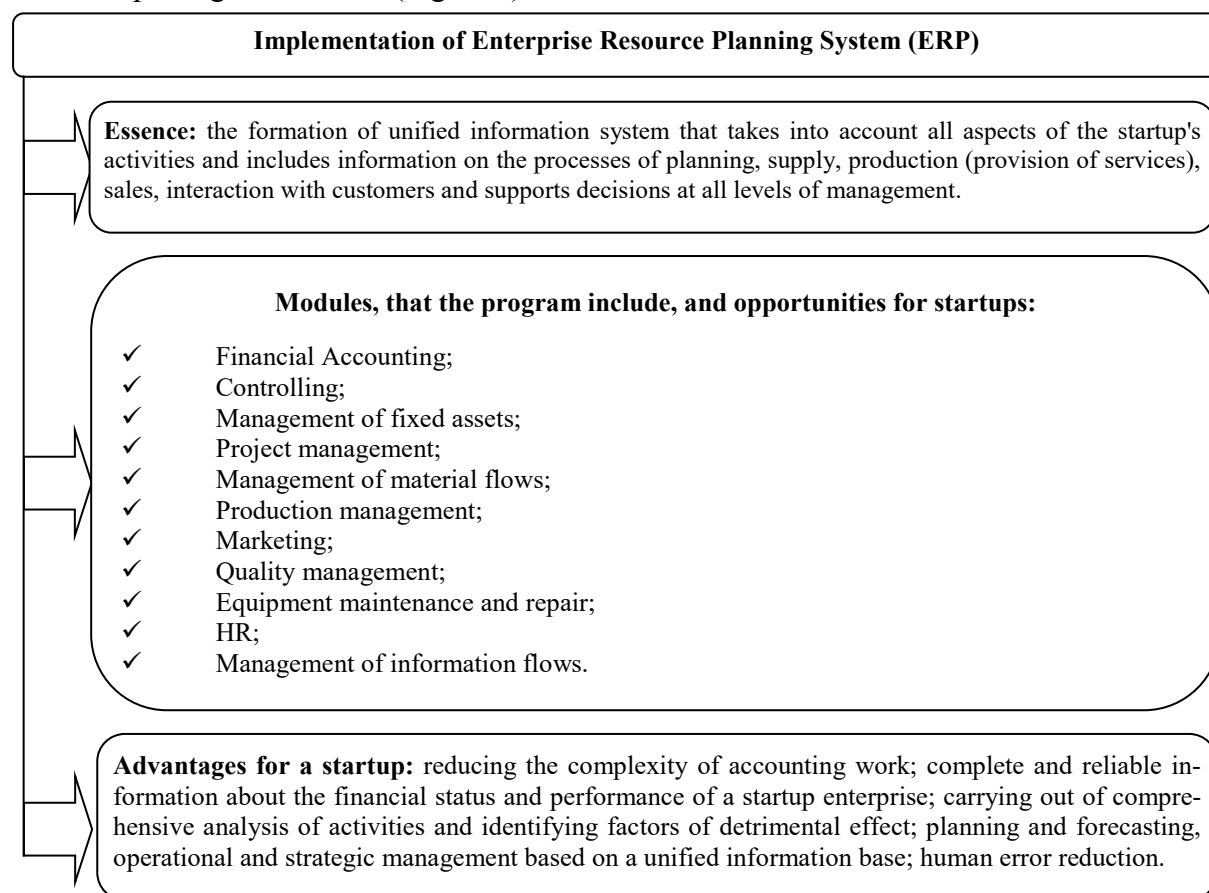 Implementation of Enterprise Resource Planning System (ERP)
Essence: the formation of unified information system that takes into account all aspects of the startup's
activities and includes information on the processes of planning, supply, production (provision of services),
sales, interaction with customers and supports decisions at all levels of management.
Modules, that the program include, and opportunities for startups:
✓ Financial Accounting;
✓ Controlling;
✓ Management of fixed assets;
✓ Project management;
✓ Management of material flows;
✓ Production management;
✓ Marketing;
✓ Quality management;
✓ Equipment maintenance and repair;
✓ HR;
✓ Management of information flows.
Advantages for a startup: reducing the complexity of accounting work; complete and reliable in-
formation about the financial status and performance of a startup enterprise; carrying out of compre-
hensive analysis of activities and identifying factors of detrimental effect; planning and forecasting,
operational and strategic management based on a unified information base; human error reduction.